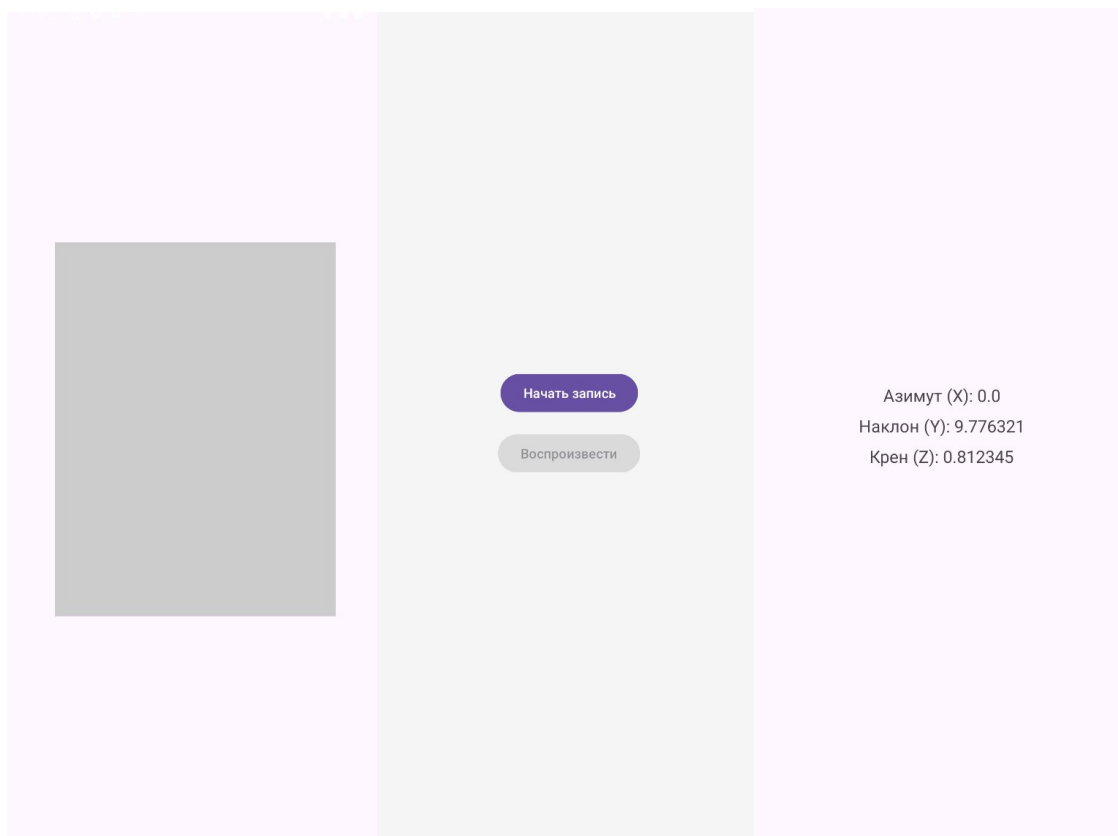 Начать запись
Воспроизвести
Азимут (X): 0.0
Наклон (Y): 9.776321
Крен (Z): 0.812345